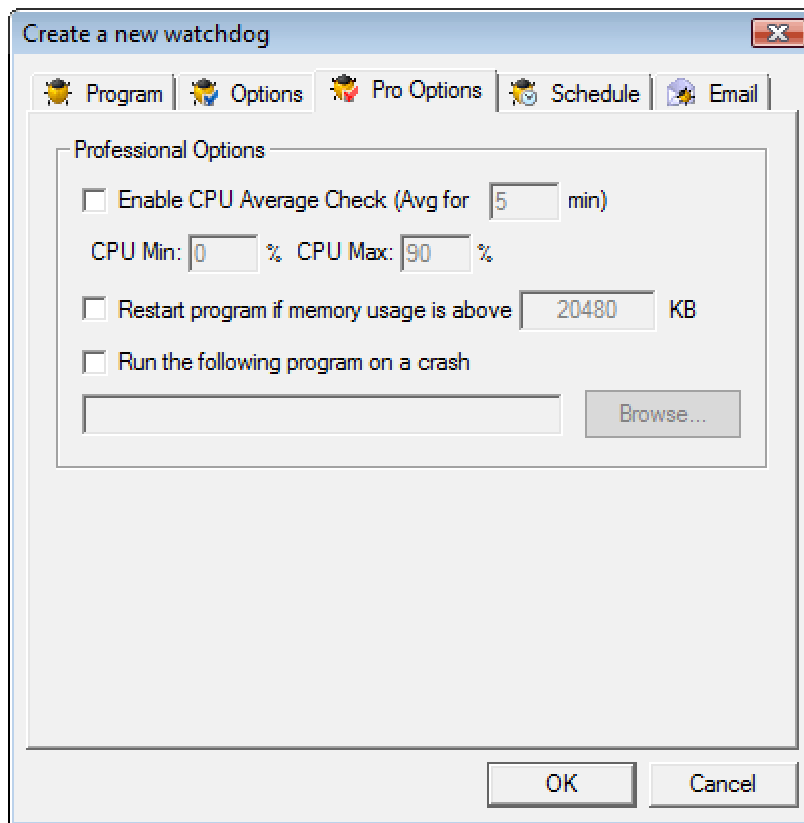 Create a new watchdog
Program Options Pro Options Schedule Email
Professional Options
Enable CPU Average Check (Avg for 5 min)
CPU Min: 0 % CPU Max: 90 %
Restart program if memory usage is above 20480 KB
Run the following program on a crash
Browse...
OK Cancel